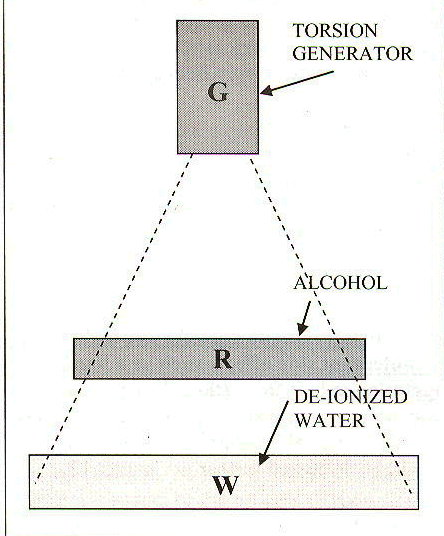 TORSION
GENERATOR
G
ALCOHOL
R
DE-IONIZED
WATER
W